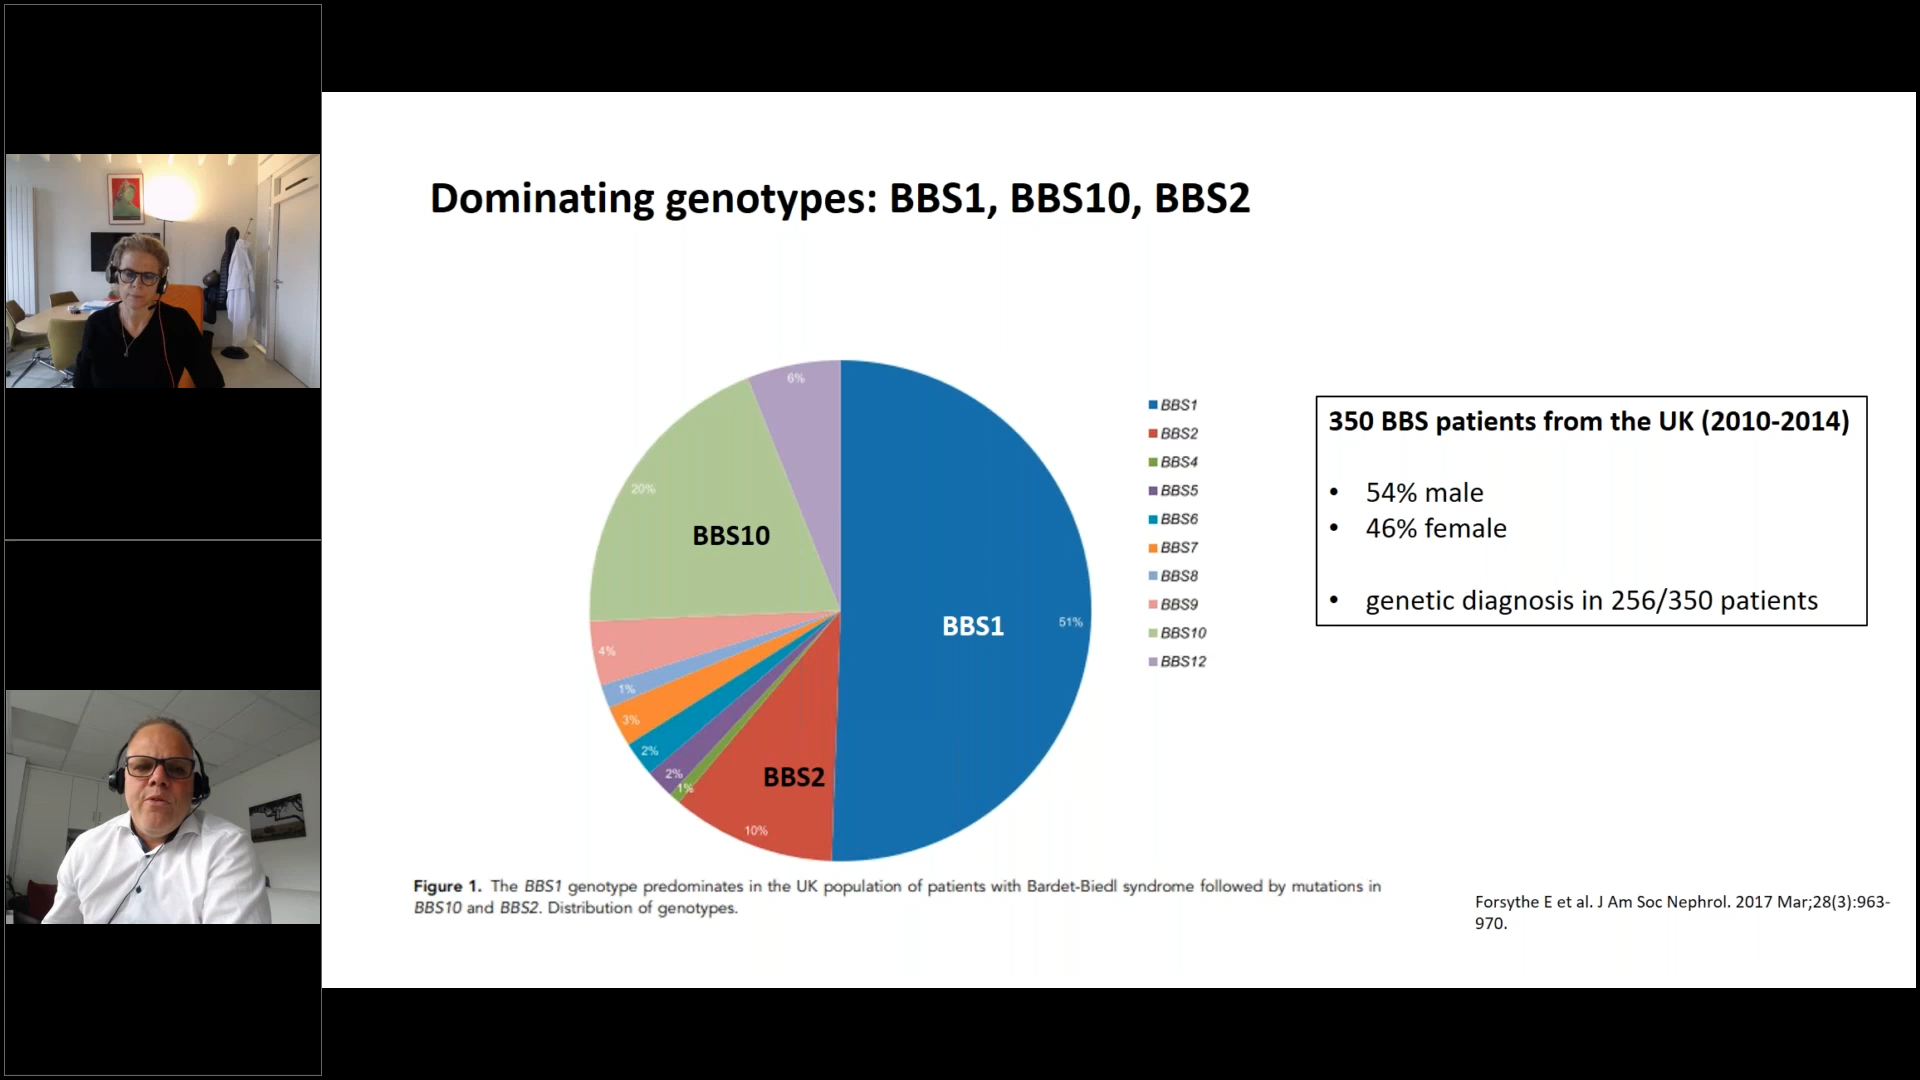 Dominating genotypes: BBS1, BBS10, BBS2
6%
20%
BBS10
4%
1%
3%
2%
2%
1%
BBS2
10%
BBS1
51%
BBS1
BBS2
BBS4
BBS5
BBS6
BBS7
BBS8
BBS9
BBS10
BBS12
350 BBS patients from the UK (2010-2014)
• 54% male
• 46% female
• genetic diagnosis in 256/350 patients
Figure 1. The BBS1 genotype predominates in the UK population of patients with Bardet-Biedl syndrome followed by mutations in
BBS10 and BBS2. Distribution of genotypes.
Forsythe E et al. J Am Soc Nephrol. 2017 Mar;28(3):963-
970.